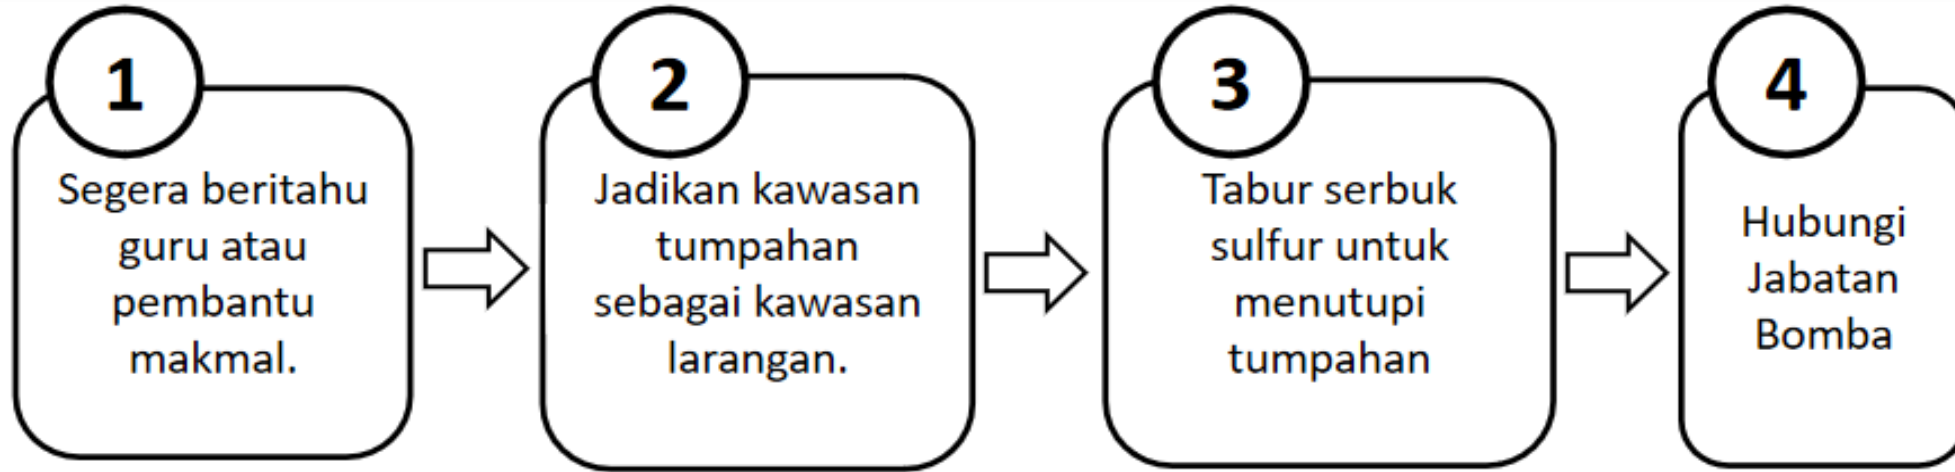 1
Segera beritahu
guru atau
pembantu
makmal.
2
Jadikan kawasan
tumpahan
sebagai kawasan
larangan.
3
Tabur serbuk
sulfur untuk
menutupi
tumpahan
4
Hubungi
Jabatan
Bomba